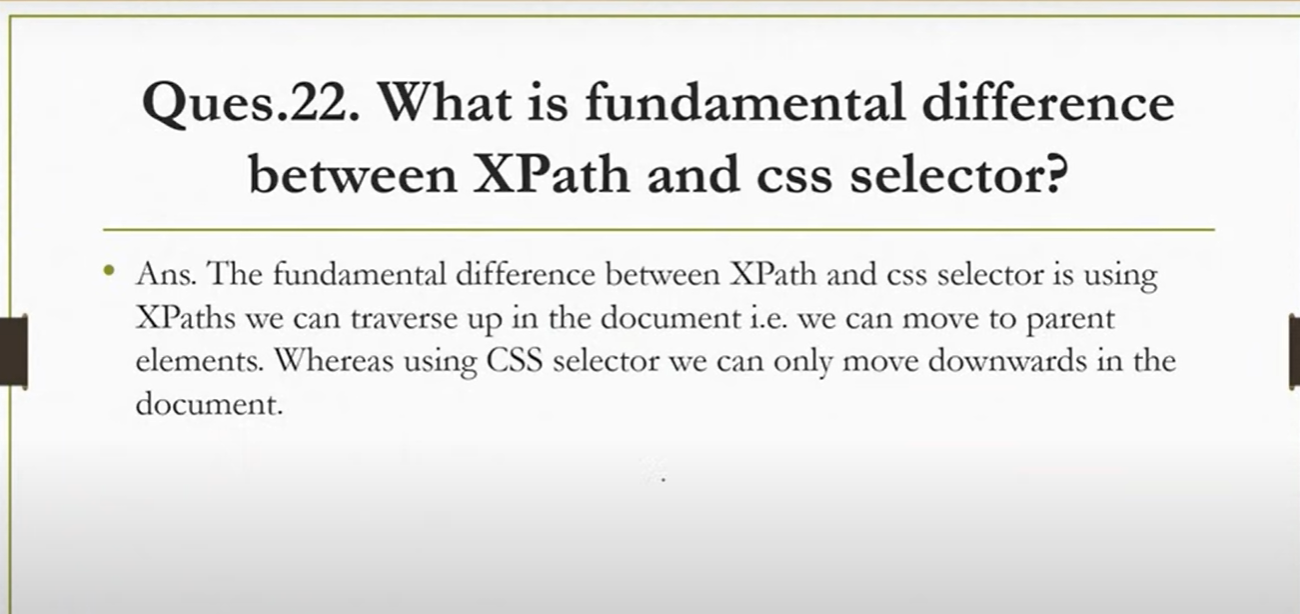 Ques.22. What is fundamental difference
between XPath and css selector?
• Ans. The fundamental difference between XPath and css selector is using
XPaths we can traverse up in the document i.e. we can move to parent
elements. Whereas using CSS selector we can only move downwards in the
document.